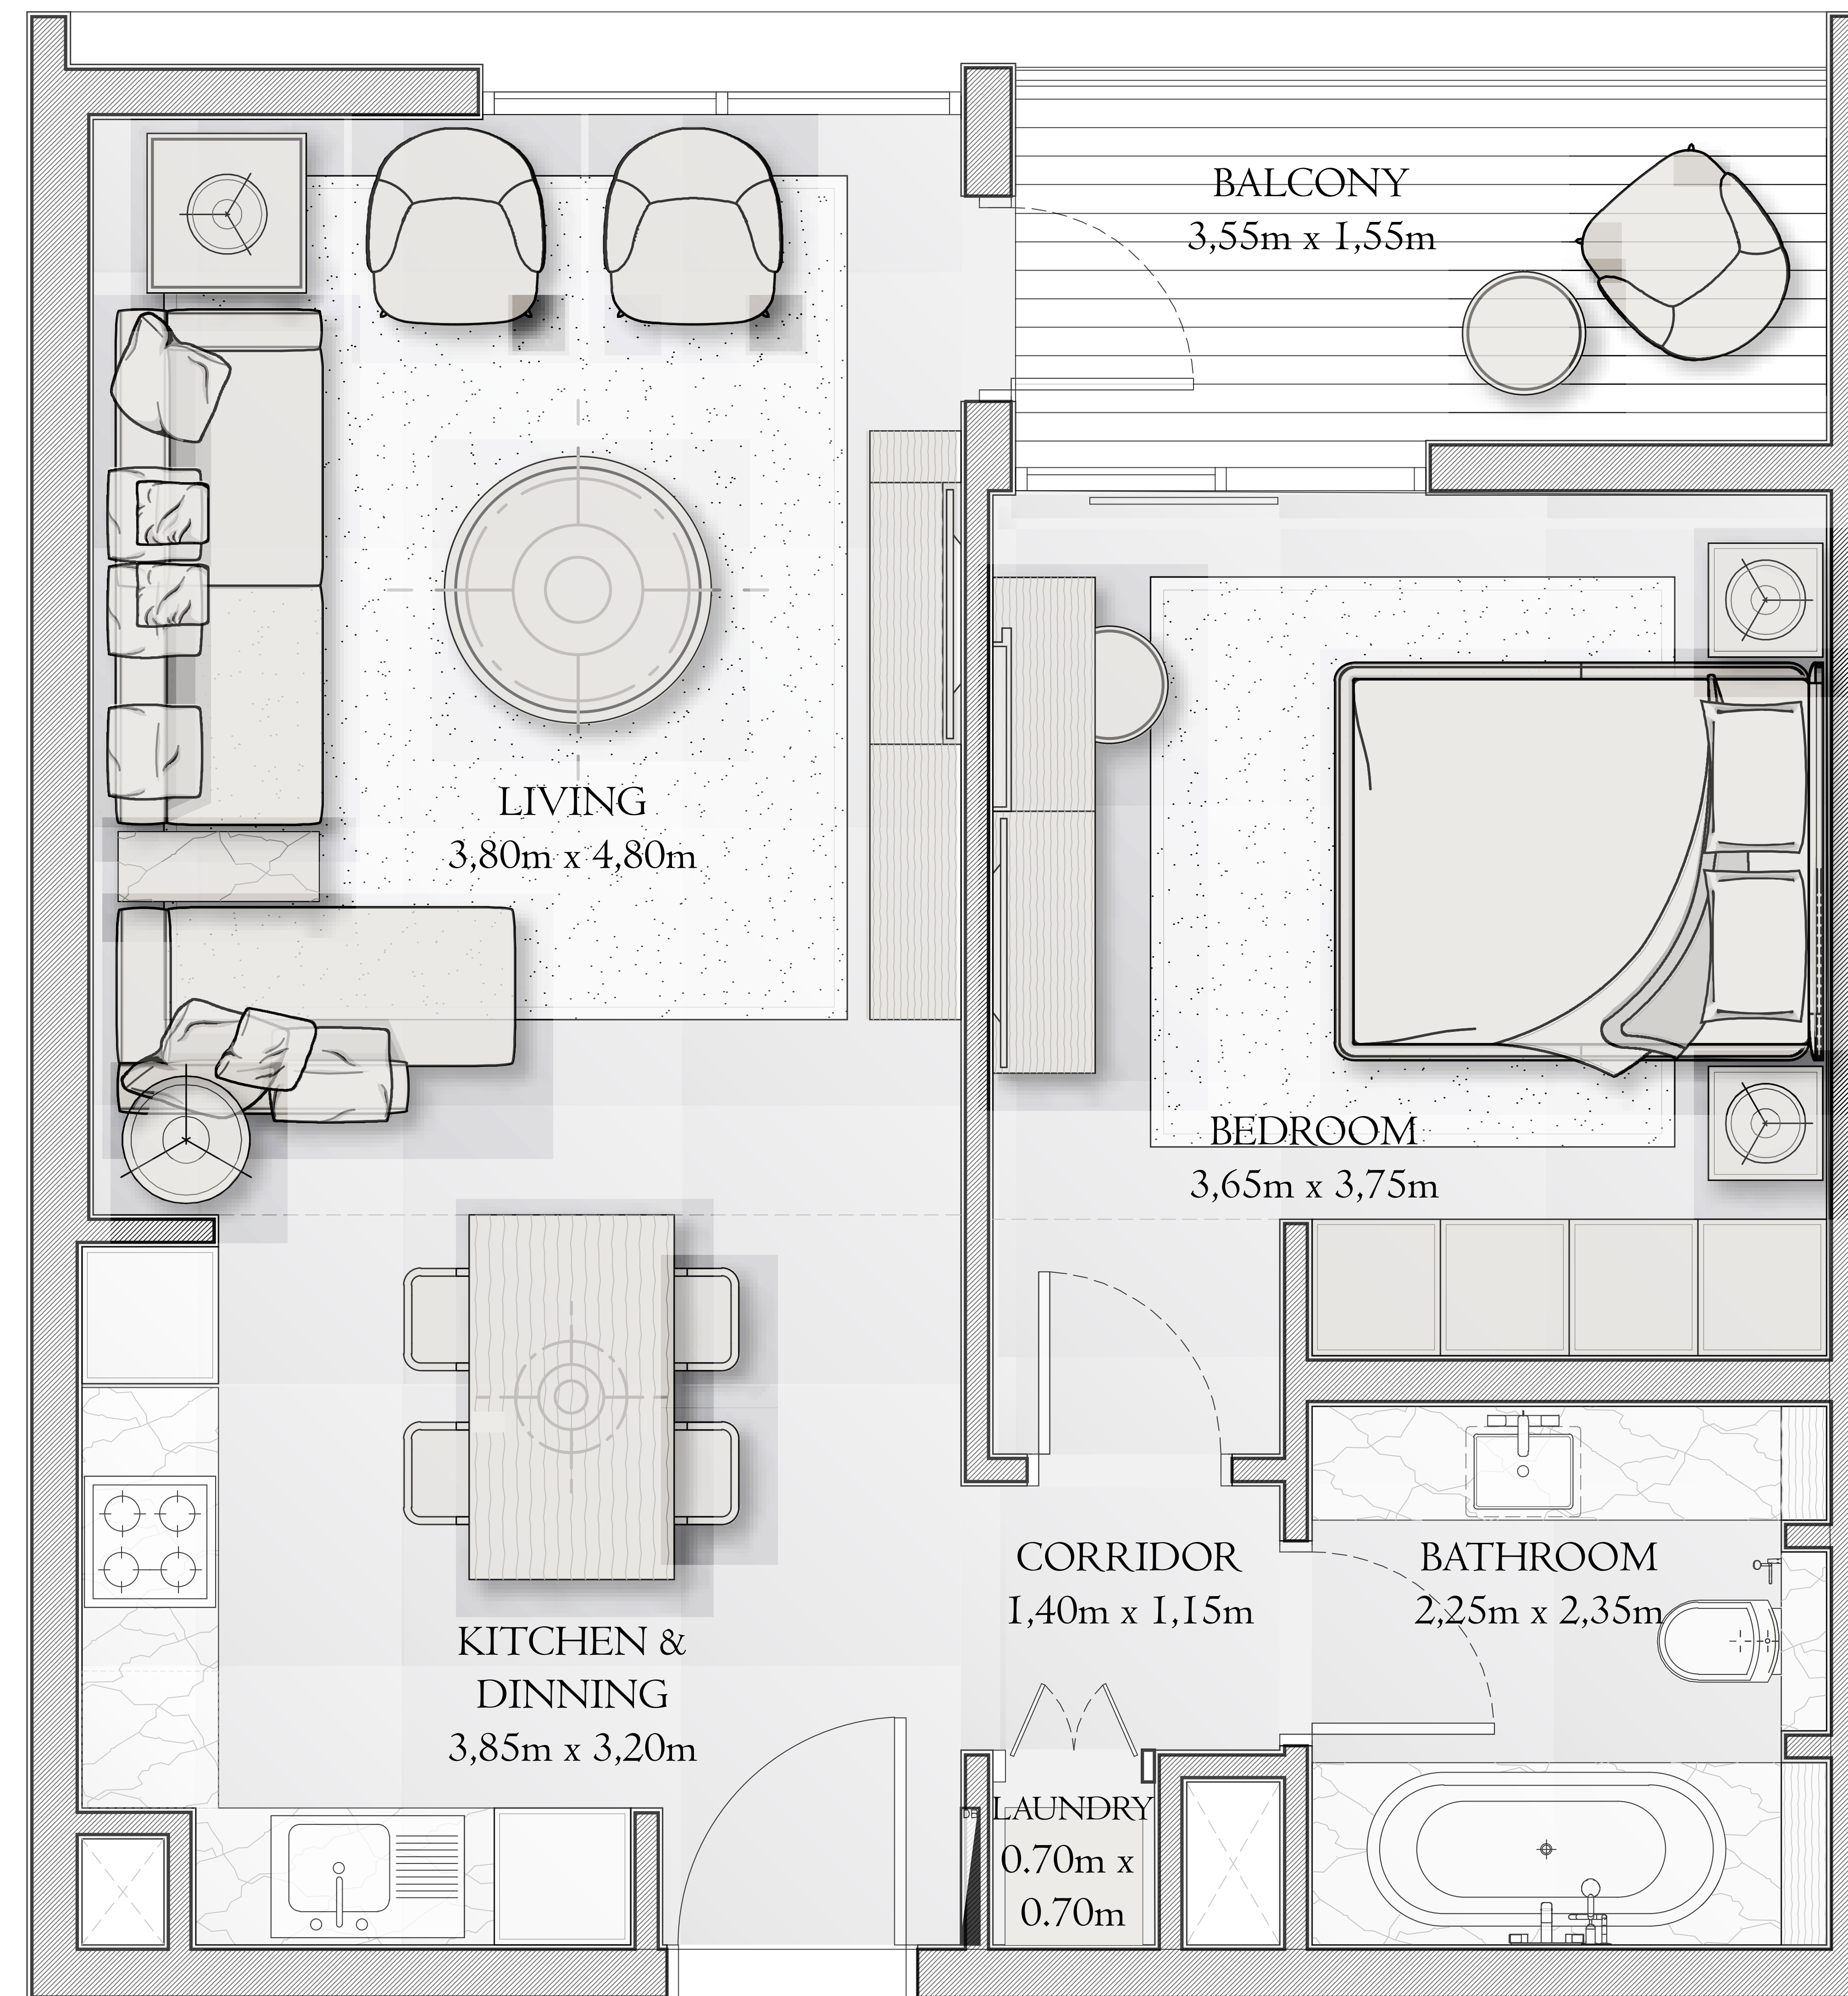 BALCONY
3,55m x 1,55m
LIVING
3,80m x 4,80m
BEDROOM
3,65m x 3,75m
CORRIDOR
1,40m x 1,15m
BATHROOM
2,25m x 2,35m
KITCHEN &
DINNING
3,85m x 3,20m
DB
LAUNDRY
0.70m x
0.70m